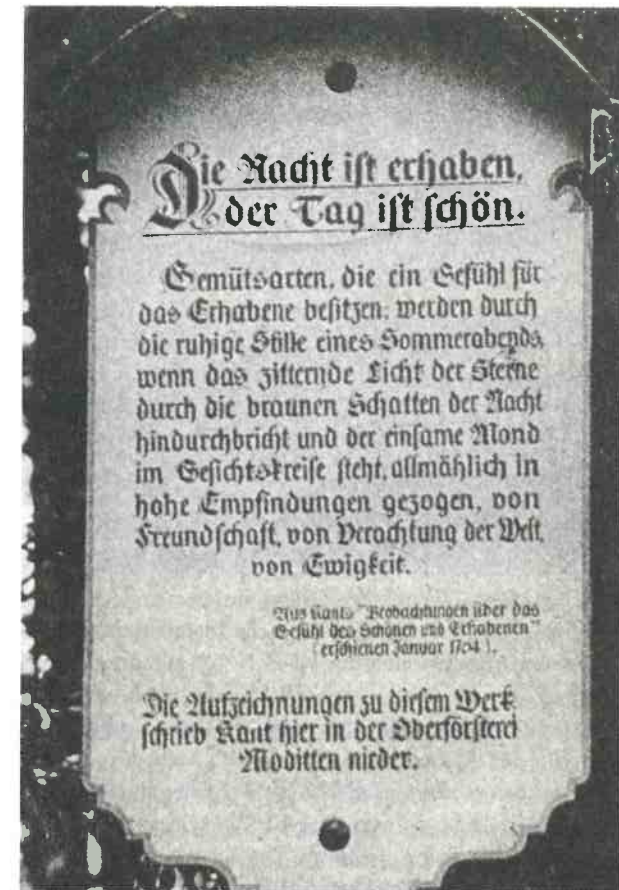 Die Nacht ist erhaben,
der Tag ist schön.
Gemütsarten, die ein Gefühl für
das Erhabene besitzen, werden durch
die ruhige Stille eines Sommerabends,
wenn das zitternde Licht der Sterne
durch die braunen Schatten der Nacht
hindurchbricht und der einsame Mond
im Gesichtskreise steht, allmählich in
hohe Empfindungen gezogen, von
Freundschaft, von Verachtung der Welt,
von Ewigkeit.
Aus Kants "Beobachtungen über das
Gefühl des Schönen und Erhabenen"
(erschienen Januar 1764).
Die Aufzeichnungen zu diesem Werk
schrieb Kant hier in der Oberförsterei
Moditten nieder.